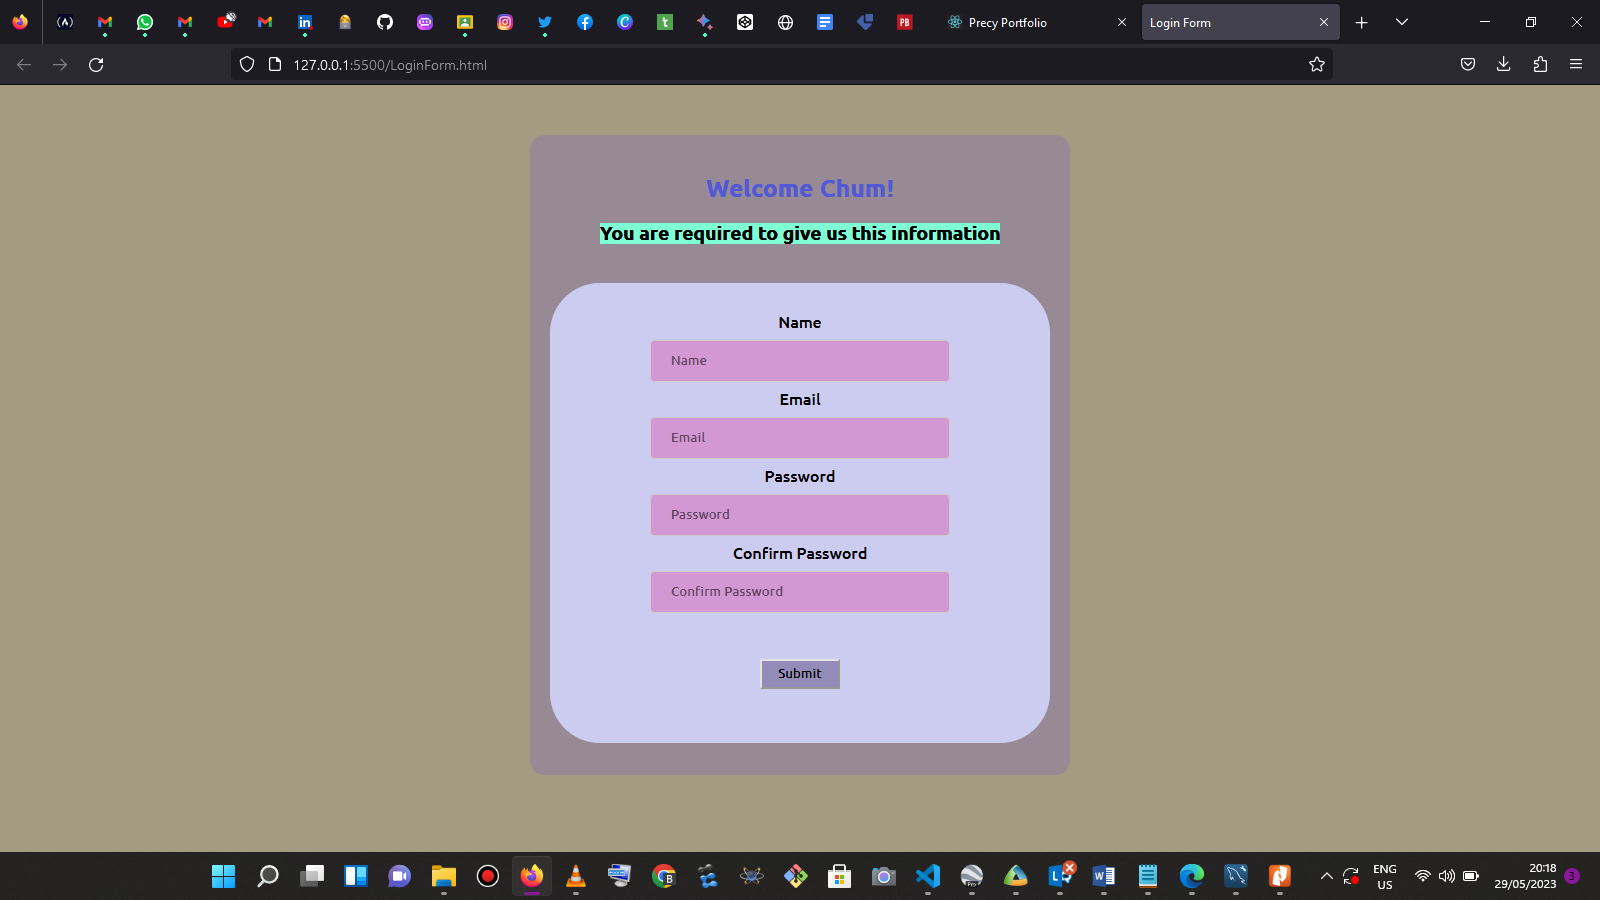 Precy Portfolio
Login Form
127.0.0.1:5500/LoginForm.html
Welcome Chum!
You are required to give us this information
Name
Name
Email
Email
Password
Password
Confirm Password
Confirm Password
Submit
ENG
US
20:18
29/05/2023
3